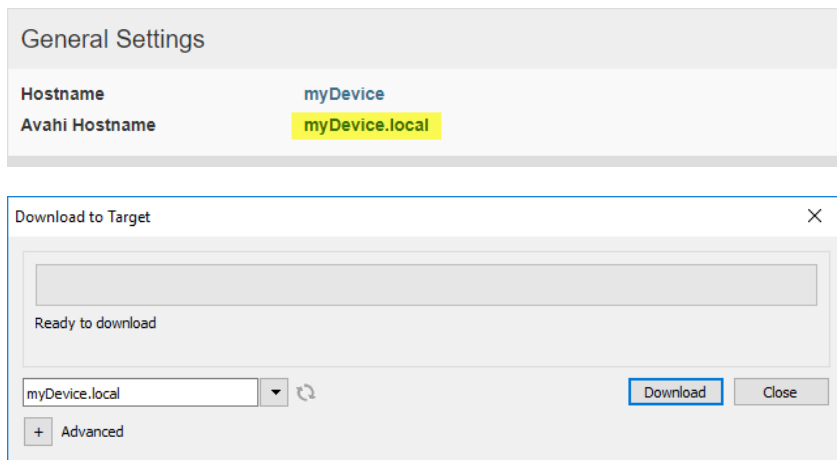 General Settings
Hostname myDevice
Avahi Hostname myDevice.local
Download to Target
Ready to download
myDevice.local Download Close
+ Advanced